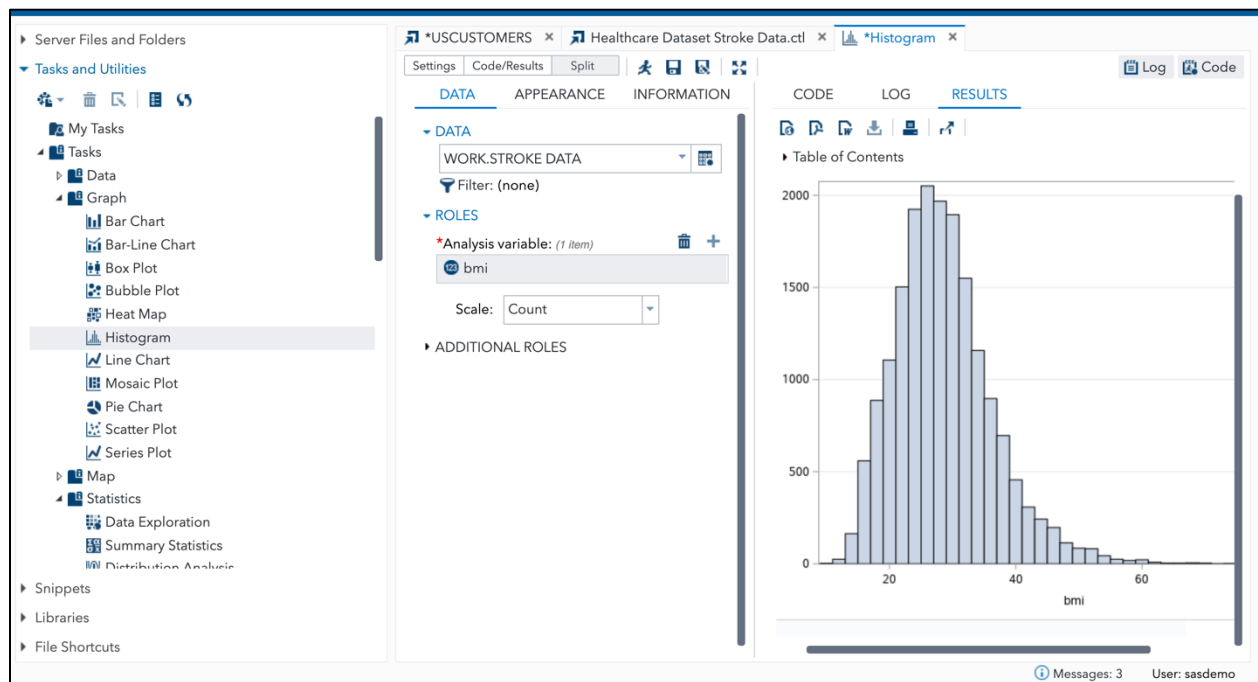 Server Files and Folders
Tasks and Utilities
My Tasks
Tasks
Data
Graph
Bar Chart
Bar-Line Chart
Box Plot
Bubble Plot
Heat Map
Histogram
Line Chart
Mosaic Plot
Pie Chart
Scatter Plot
Series Plot
Map
Statistics
Data Exploration
Summary Statistics
Distribution Analysis
Snippets
Libraries
File Shortcuts
*USCUSTOMERS × Healthcare Dataset Stroke Data.ctl × *Histogram ×
Settings Code/Results Split Log Code
DATA APPEARANCE INFORMATION
DATA
WORK.STROKE DATA
Filter: (none)
ROLES
*Analysis variable: (1 item)
123 bmi
Scale: Count
ADDITIONAL ROLES
CODE LOG RESULTS
Table of Contents
2000
1500
1000
500
0
20 40 60
bmi
Messages: 3 User: sasdemo